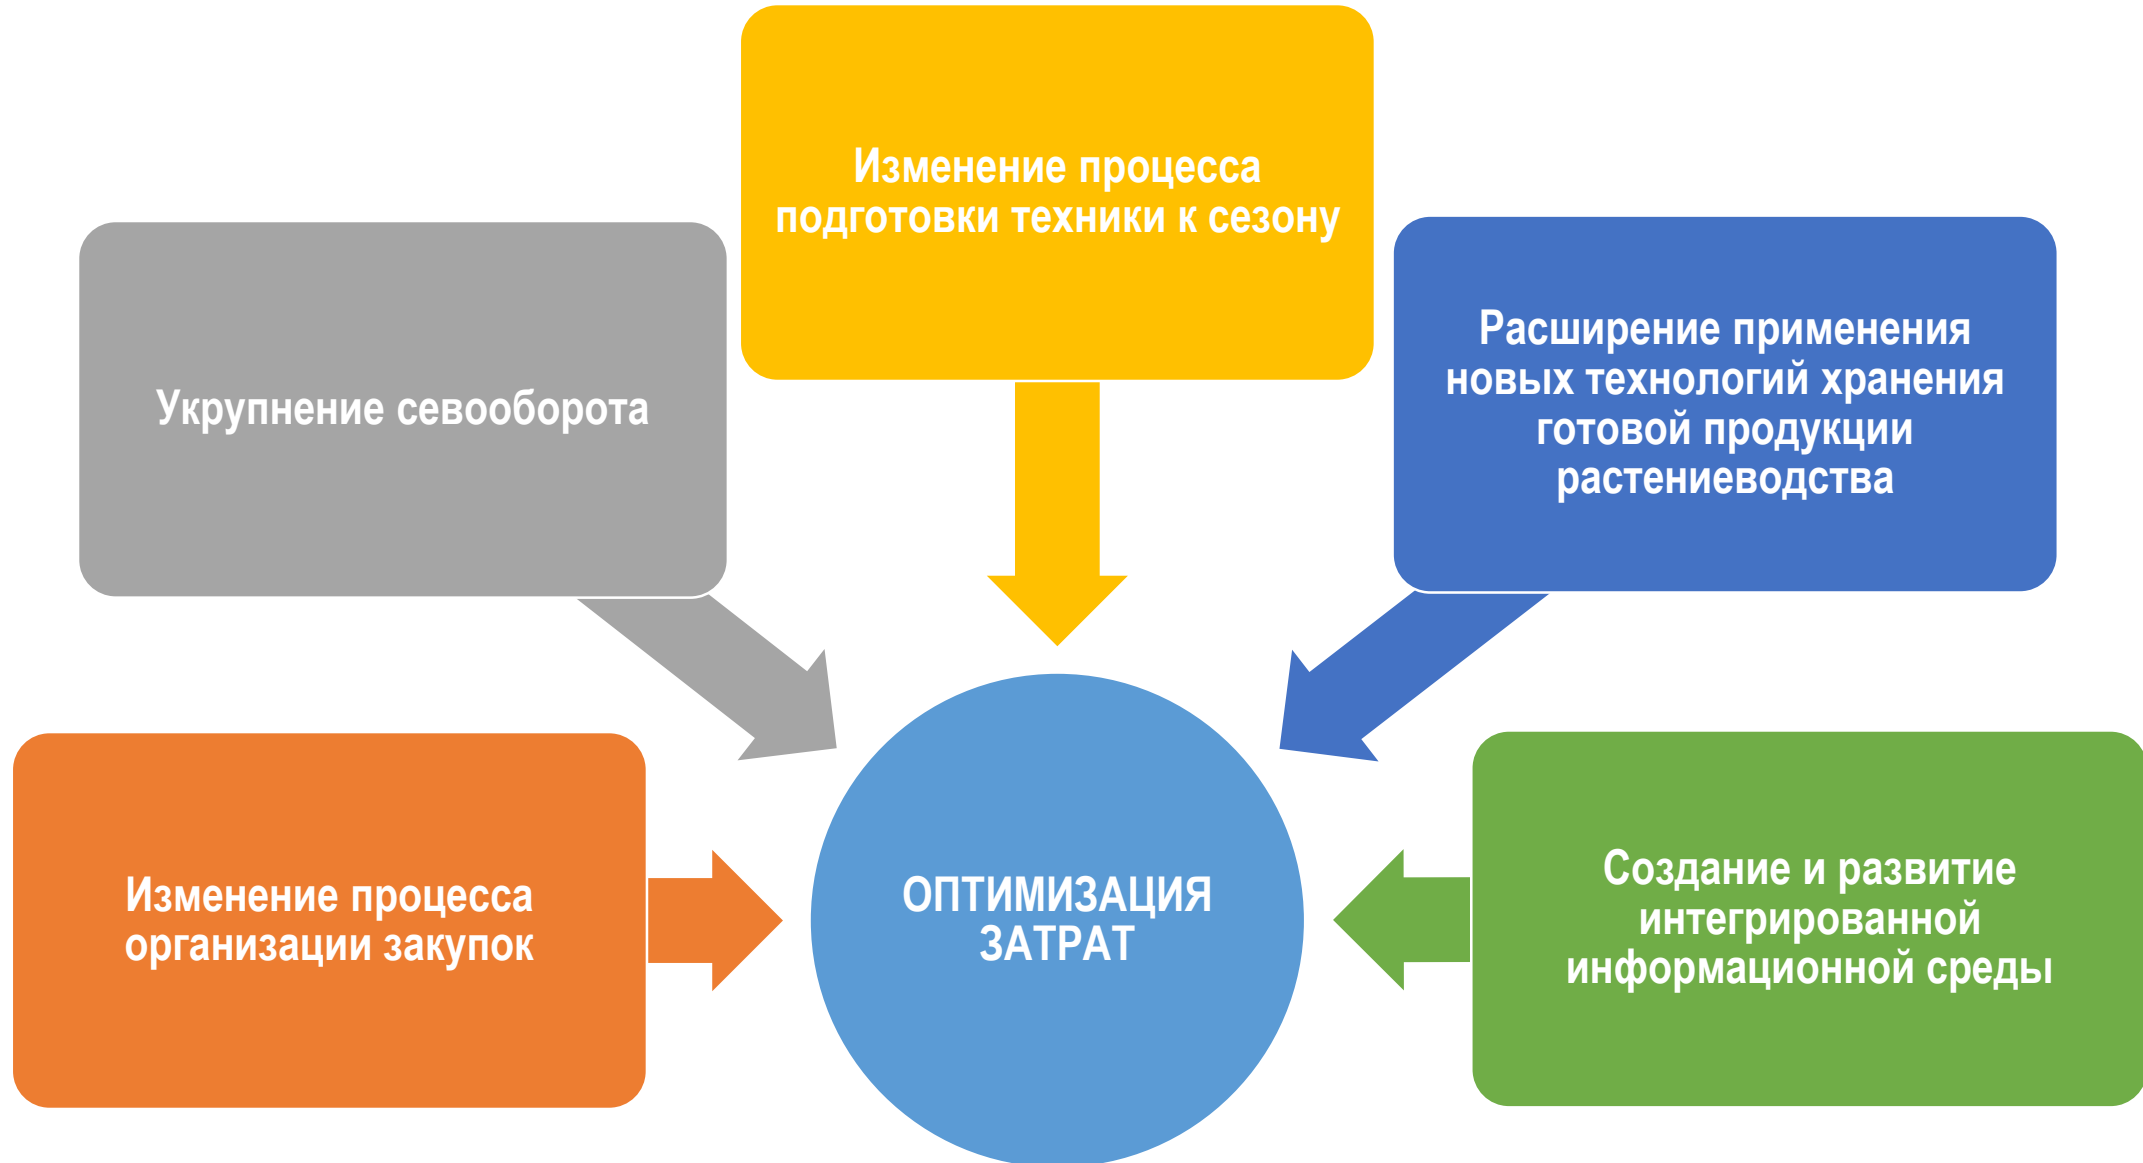 Изменение процесса
подготовки техники к сезону
Укрупнение севооборота
Расширение применения
новых технологий хранения
готовой продукции
растениеводства
Изменение процесса
организации закупок
ОПТИМИЗАЦИЯ
ЗАТРАТ
Создание и развитие
интегрированной
информационной среды